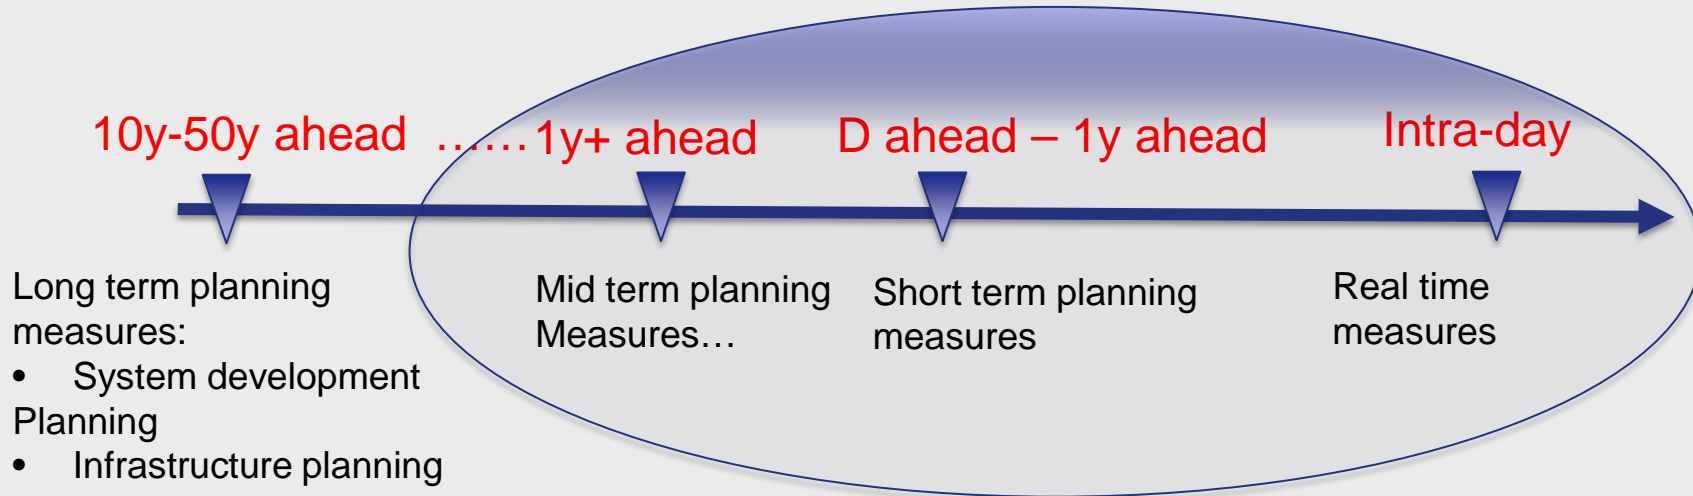 10y-50y ahead ...... 1y+ ahead D ahead – 1y ahead Intra-day
Long term planning
measures:
• System development
Planning
• Infrastructure planning
Mid term planning
Measures…
Short term planning
measures
Real time
measures